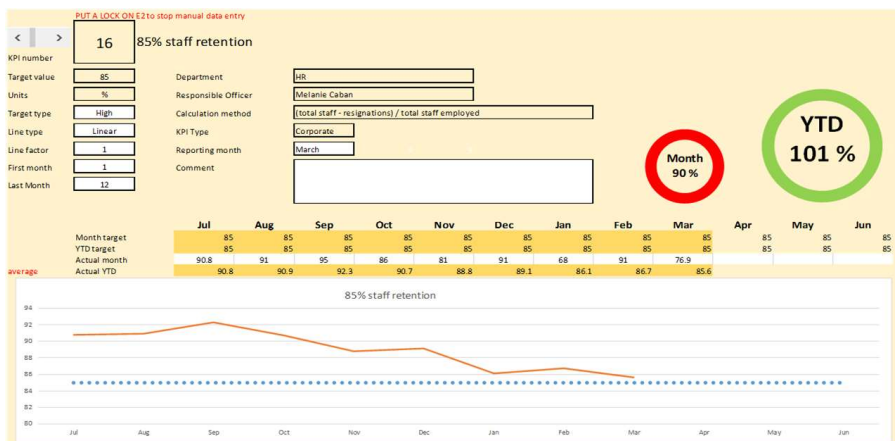 PUT A LOCK ON E2 to stop manual data entry
< >
16 85% staff retention
KPI number
Target value 85 Department HR
Units % Responsible Officer Melanie Caban
Target type High Calculation method (total staff - resignations) / total staff employed
Line type Linear KPI Type Corporate
Line factor 1 Reporting month March
First month 1 Comment
Last Month 12
Month
90 %
YTD
101 %
Jul Aug Sep Oct Nov Dec Jan Feb Mar Apr May Jun
Month target 85 85 85 85 85 85 85 85 85 85 85 85
YTD target 85 85 85 85 85 85 85 85 85 85 85 85
Actual month 90.8 91 95 86 81 91 68 91 76.9
average Actual YTD 90.8 90.9 92.3 90.7 88.8 89.1 86.1 86.7 85.6
85% staff retention
94
92
90
88
86
84
82
80
Jul Aug Sep Oct Nov Dec Jan Feb Mar Apr May Jun